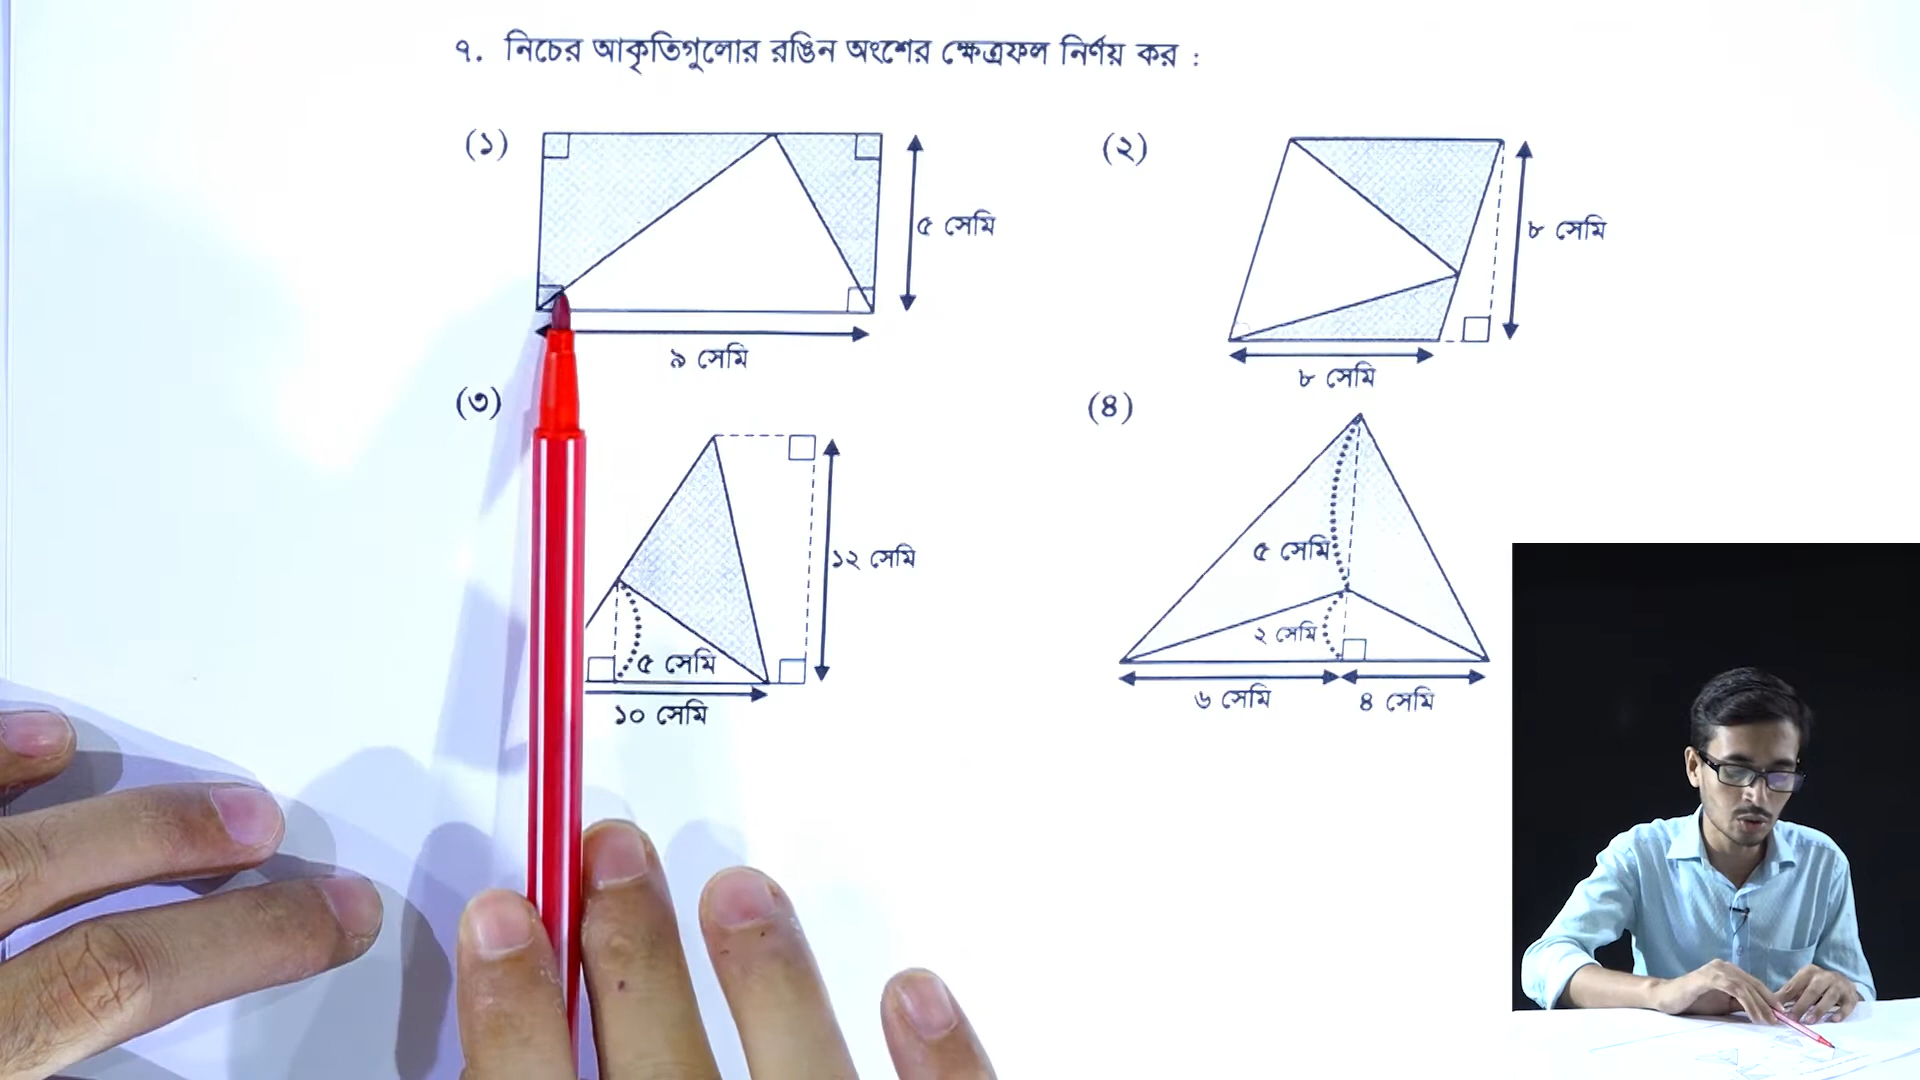 ৭. নিচের আকৃতিগুলোর রঙিন অংশের ক্ষেত্রফল নির্ণয় কর :
(১)
৫ সেমি
৯ সেমি
(২)
৮ সেমি
৮ সেমি
(৩)
১২ সেমি
৫ সেমি
১০ সেমি
(৪)
৫ সেমি
২ সেমি
৬ সেমি
৪ সেমি